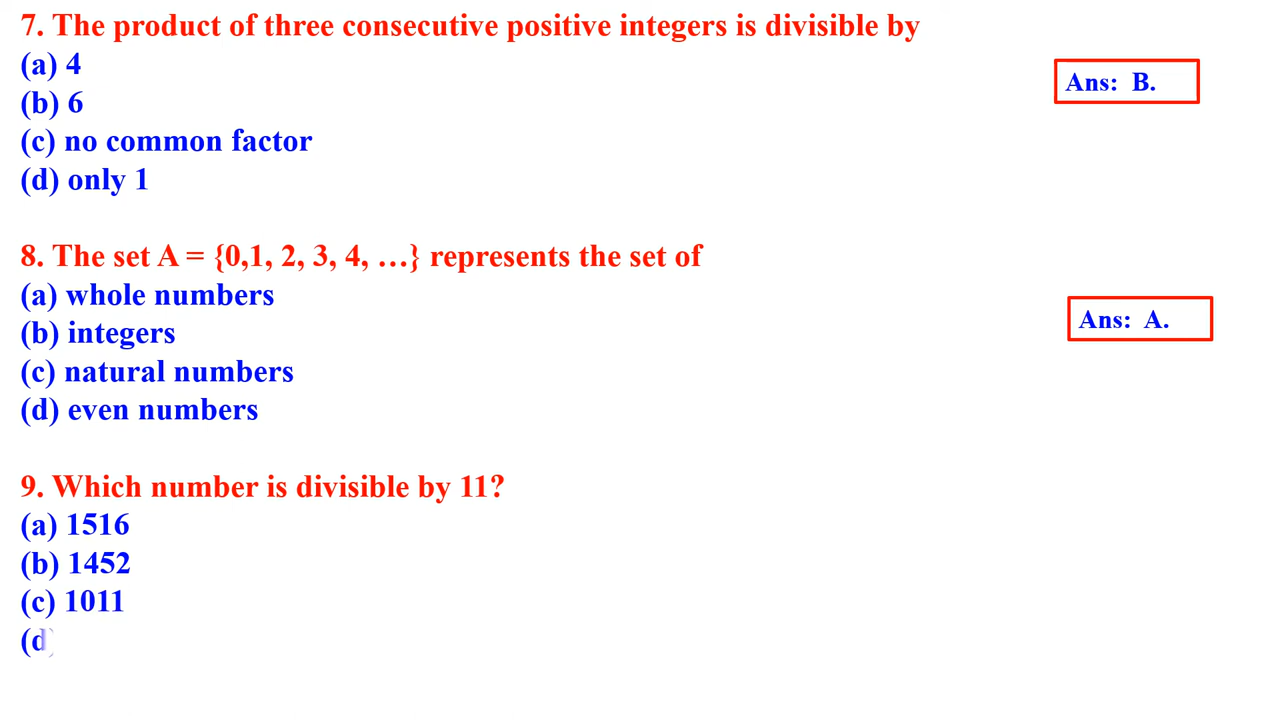 7. The product of three consecutive positive integers is divisible by
(a) 4
Ans: B.
(b) 6
(c) no common factor
(d) only 1
8. The set A = {0,1, 2, 3, 4, …} represents the set of
(a) whole numbers
Ans: A.
(b) integers
(c) natural numbers
(d) even numbers
9. Which number is divisible by 11?
(a) 1516
(b) 1452
(c) 1011
(d)